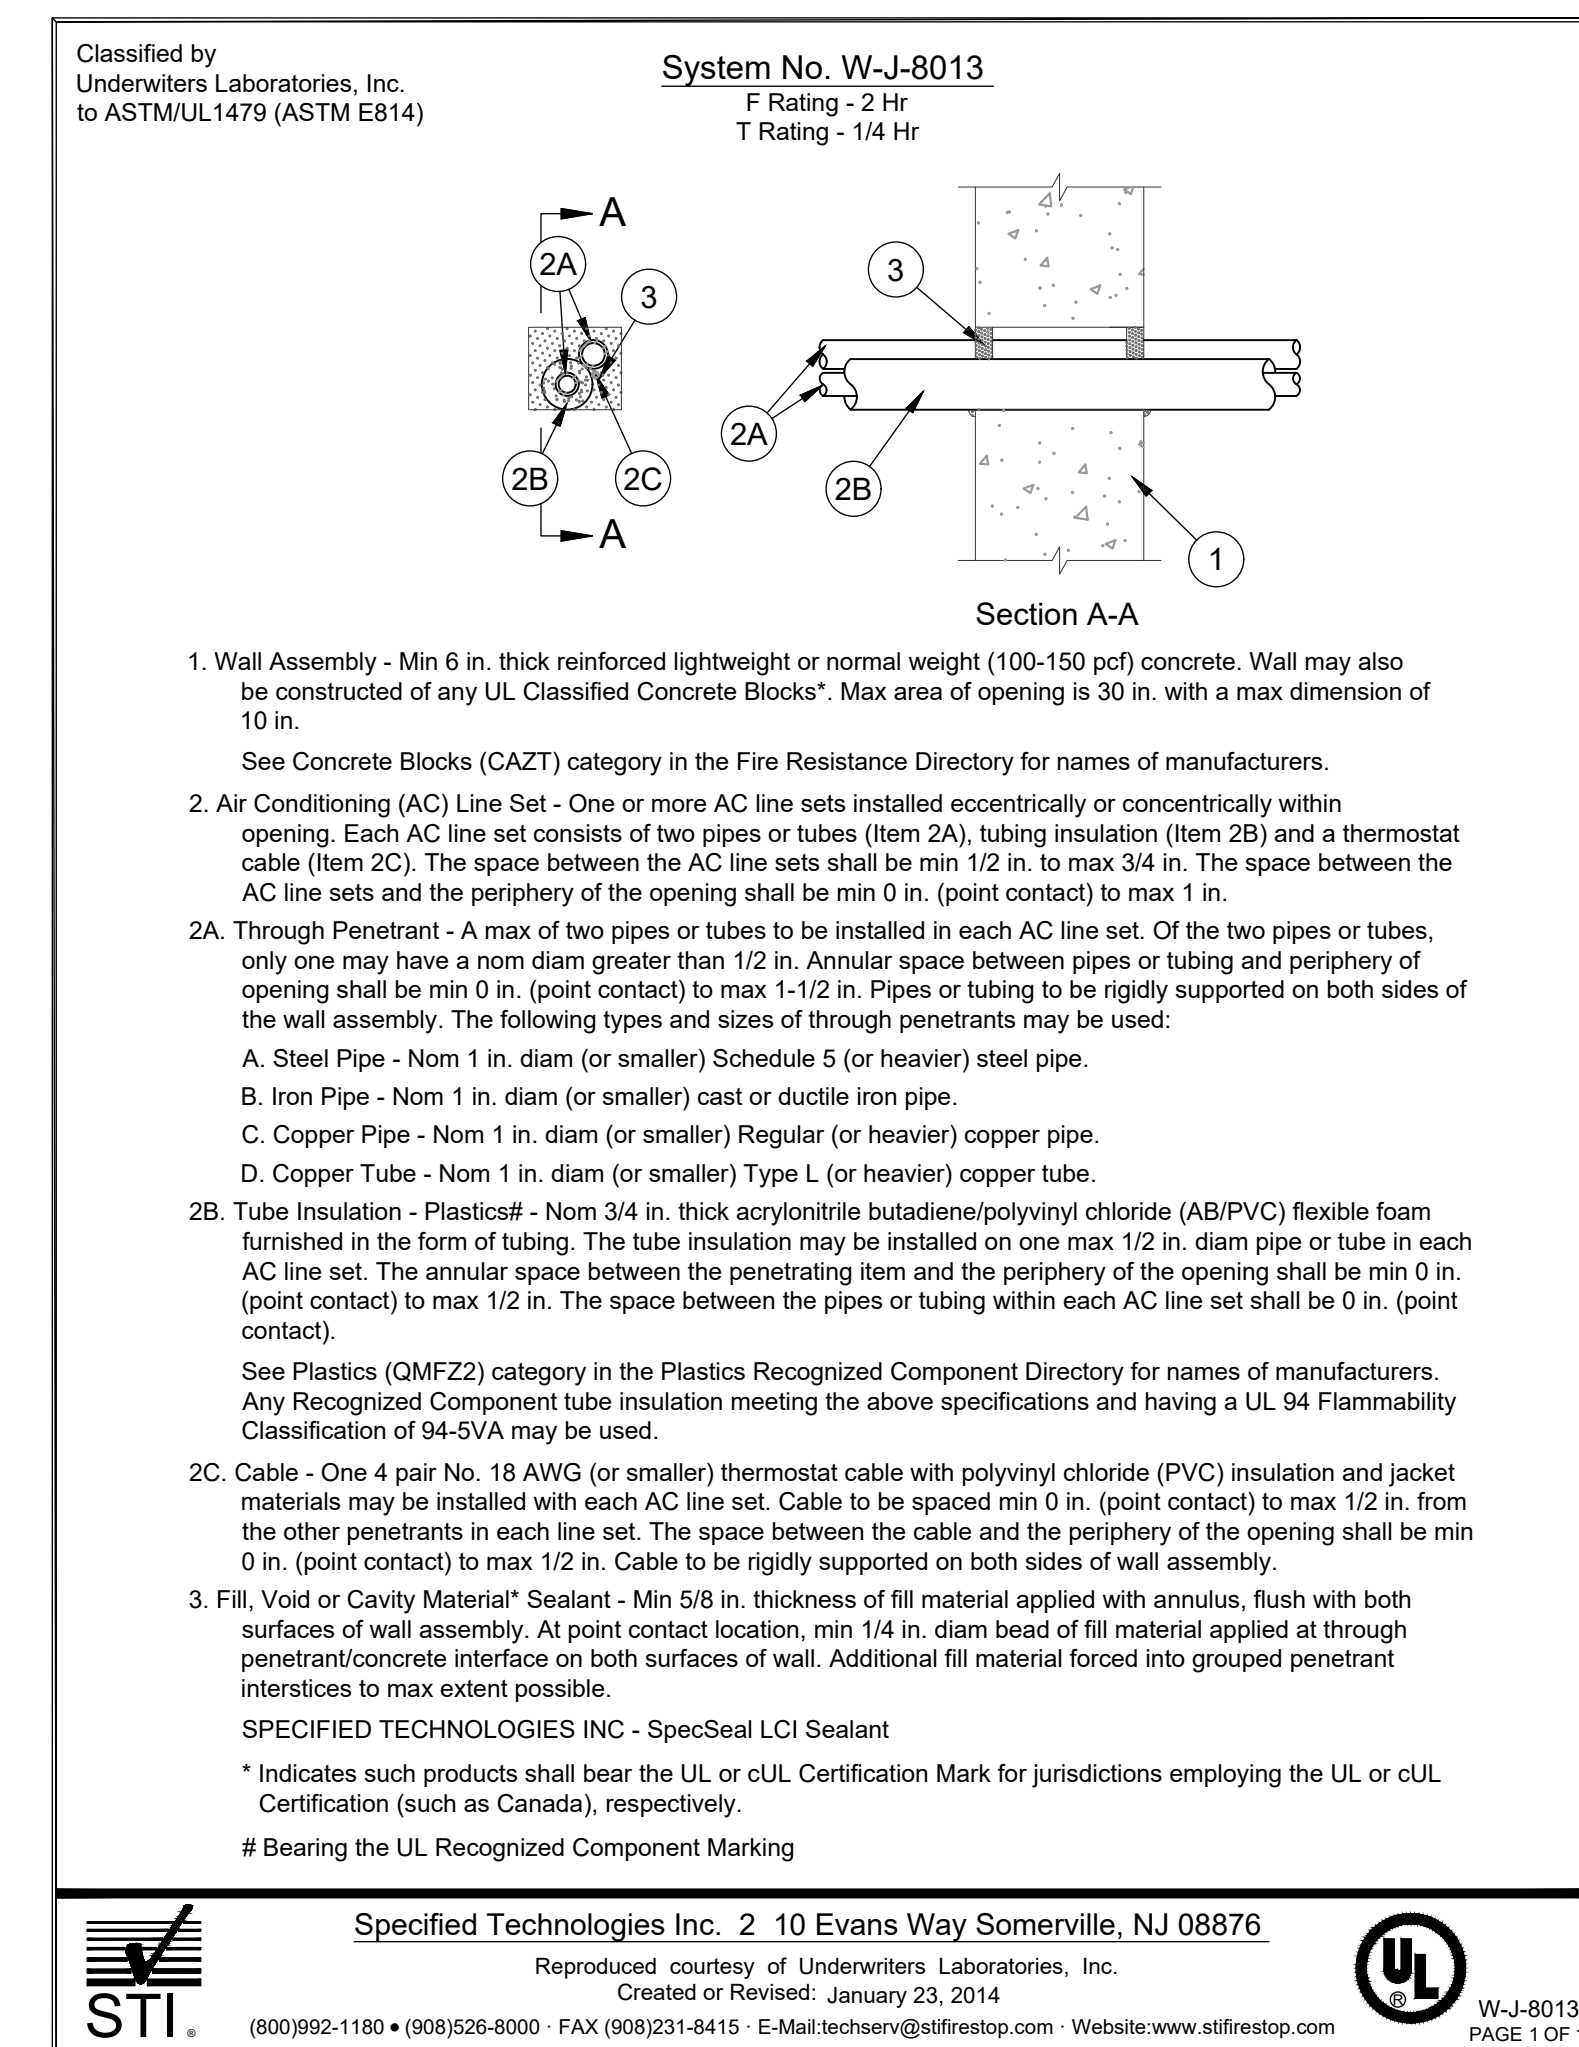 Classified by
Underwiters Laboratories, Inc.
to ASTM/UL1479 (ASTM E814)
System No. W-J-8013
F Rating - 2 Hr
T Rating - 1/4 Hr
A
2A
3
2B
2C
A
3
2A
2B
1
Section A-A
1. Wall Assembly - Min 6 in. thick reinforced lightweight or normal weight (100-150 pcf) concrete. Wall may also
be constructed of any UL Classified Concrete Blocks*. Max area of opening is 30 in. with a max dimension of
10 in.
See Concrete Blocks (CAZT) category in the Fire Resistance Directory for names of manufacturers.
2. Air Conditioning (AC) Line Set - One or more AC line sets installed eccentrically or concentrically within
opening. Each AC line set consists of two pipes or tubes (Item 2A), tubing insulation (Item 2B) and a thermostat
cable (Item 2C). The space between the AC line sets shall be min 1/2 in. to max 3/4 in. The space between the
AC line sets and the periphery of the opening shall be min 0 in. (point contact) to max 1 in.
2A. Through Penetrant - A max of two pipes or tubes to be installed in each AC line set. Of the two pipes or tubes,
only one may have a nom diam greater than 1/2 in. Annular space between pipes or tubing and periphery of
opening shall be min 0 in. (point contact) to max 1-1/2 in. Pipes or tubing to be rigidly supported on both sides of
the wall assembly. The following types and sizes of through penetrants may be used:
A. Steel Pipe - Nom 1 in. diam (or smaller) Schedule 5 (or heavier) steel pipe.
B. Iron Pipe - Nom 1 in. diam (or smaller) cast or ductile iron pipe.
C. Copper Pipe - Nom 1 in. diam (or smaller) Regular (or heavier) copper pipe.
D. Copper Tube - Nom 1 in. diam (or smaller) Type L (or heavier) copper tube.
2B. Tube Insulation - Plastics# - Nom 3/4 in. thick acrylonitrile butadiene/polyvinyl chloride (AB/PVC) flexible foam
furnished in the form of tubing. The tube insulation may be installed on one max 1/2 in. diam pipe or tube in each
AC line set. The annular space between the penetrating item and the periphery of the opening shall be min 0 in.
(point contact) to max 1/2 in. The space between the pipes or tubing within each AC line set shall be 0 in. (point
contact).
See Plastics (QMFZ2) category in the Plastics Recognized Component Directory for names of manufacturers.
Any Recognized Component tube insulation meeting the above specifications and having a UL 94 Flammability
Classification of 94-5VA may be used.
2C. Cable - One 4 pair No. 18 AWG (or smaller) thermostat cable with polyvinyl chloride (PVC) insulation and jacket
materials may be installed with each AC line set. Cable to be spaced min 0 in. (point contact) to max 1/2 in. from
the other penetrants in each line set. The space between the cable and the periphery of the opening shall be min
0 in. (point contact) to max 1/2 in. Cable to be rigidly supported on both sides of wall assembly.
3. Fill, Void or Cavity Material* Sealant - Min 5/8 in. thickness of fill material applied with annulus, flush with both
surfaces of wall assembly. At point contact location, min 1/4 in. diam bead of fill material applied at through
penetrant/concrete interface on both surfaces of wall. Additional fill material forced into grouped penetrant
interstices to max extent possible.
SPECIFIED TECHNOLOGIES INC - SpecSeal LCI Sealant
* Indicates such products shall bear the UL or cUL Certification Mark for jurisdictions employing the UL or cUL
Certification (such as Canada), respectively.
# Bearing the UL Recognized Component Marking
STI ®
Specified Technologies Inc. 2 10 Evans Way Somerville, NJ 08876
Reproduced courtesy of Underwriters Laboratories, Inc.
Created or Revised: January 23, 2014
(800)992-1180 • (908)526-8000 · FAX (908)231-8415 · E-Mail:techserv@stifirestop.com · Website:www.stifirestop.com
UL ®
W-J-8013
PAGE 1 OF